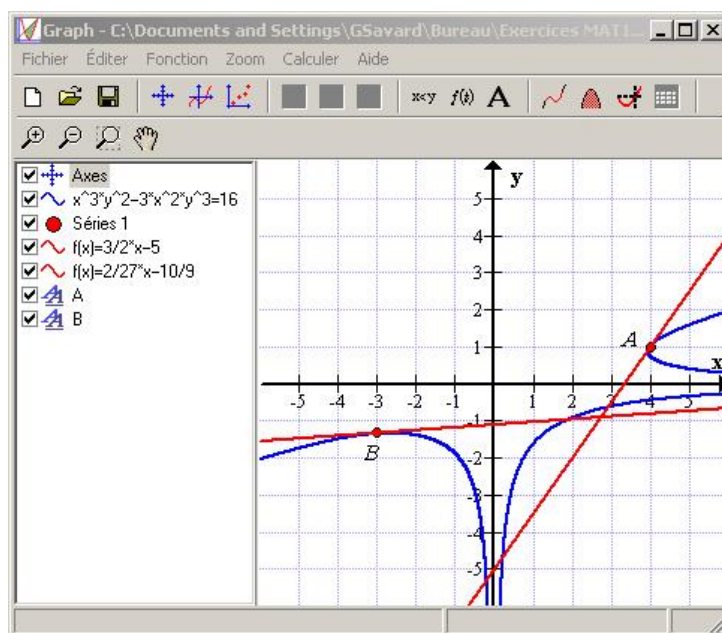 Graph - C:\Documents and Settings\GSavard\Bureau\Exercices MAT1...
Fichier Éditer Fonction Zoom Calculer Aide
x<y f(x) A
Axes
x^3*y^2-3*x^2*y^3=16
Séries 1
f(x)=3/2*x-5
f(x)=2/27*x-10/9
A
B
y
5
4
3
2
1
A
x
-5 -4 -3 -2 -1 1 2 3 4 5
-1
B
-2
-3
-4
-5